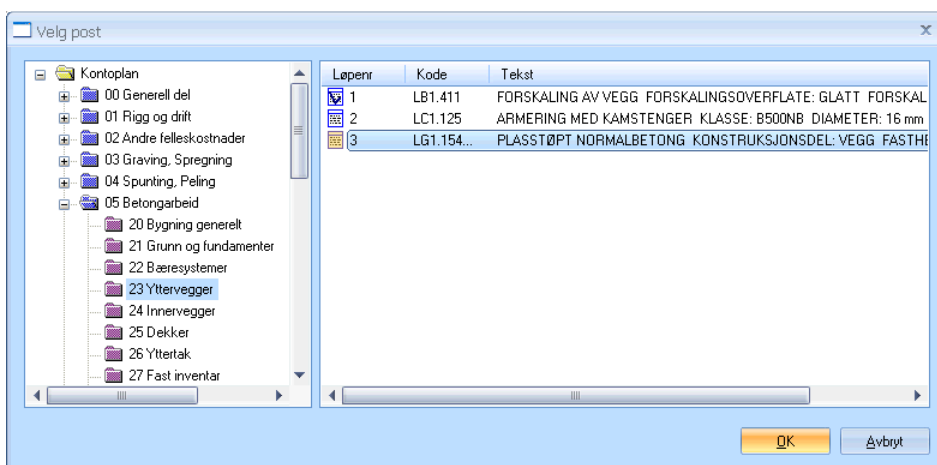 Velg post
Kontoplan
00 Generell del
01 Rigg og drift
02 Andre felleskostnader
03 Graving, Spregning
04 Spunting, Peling
05 Betongarbeid
20 Bygning generelt
21 Grunn og fundamenter
22 Bæresystemer
23 Yttervegger
24 Innervegger
25 Dekker
26 Yttertak
27 Fast inventar
Løpenr Kode Tekst
1 LB1.411 FORSKALING AV VEGG FORSKALINGSOVERFLATE: GLATT FORSKAL
2 LC1.125 ARMERING MED KAMSTENGER KLASSE: B500NB DIAMETER: 16 mm
3 LG1.154... PLASSTØPT NORMALBETONG KONSTRUKSJONSDEL: VEGG FASTHE
OK Avbryt